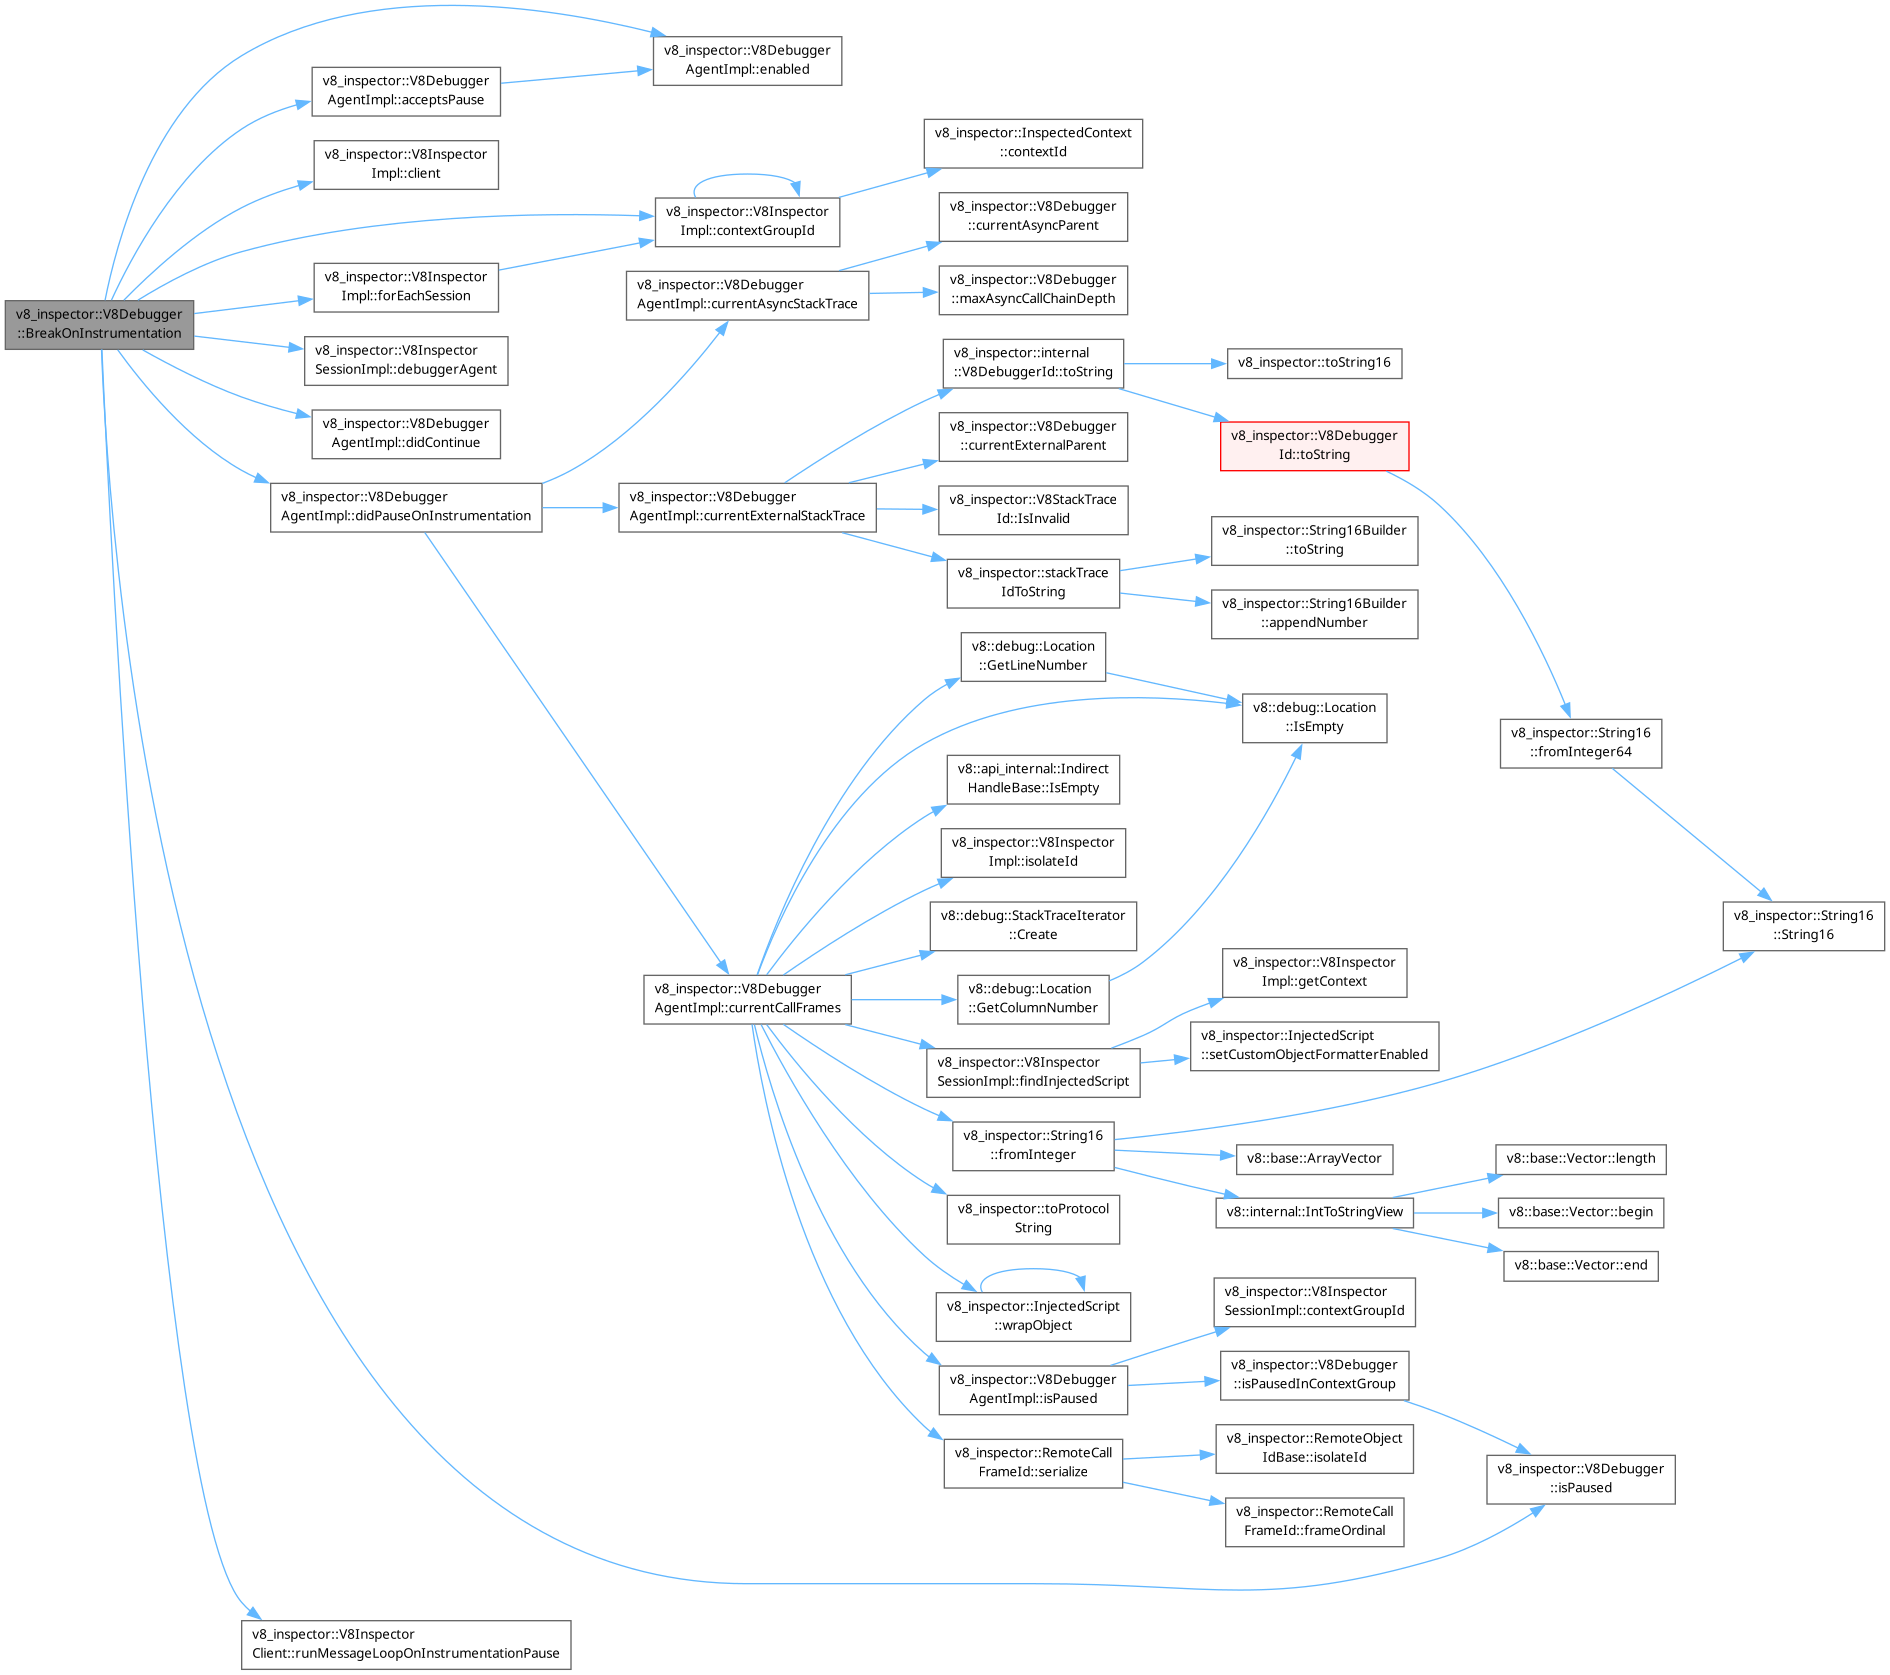 v8_inspector::V8Debugger
::BreakOnInstrumentation
v8_inspector::V8Debugger
AgentImpl::enabled
v8_inspector::V8Debugger
AgentImpl::acceptsPause
v8_inspector::V8Inspector
Impl::client
v8_inspector::V8Inspector
Impl::contextGroupId
v8_inspector::V8Inspector
Impl::forEachSession
v8_inspector::V8Inspector
SessionImpl::debuggerAgent
v8_inspector::V8Debugger
AgentImpl::didContinue
v8_inspector::V8Debugger
AgentImpl::didPauseOnInstrumentation
v8_inspector::V8Inspector
Client::runMessageLoopOnInstrumentationPause
v8_inspector::InspectedContext
::contextId
v8_inspector::V8Debugger
AgentImpl::currentAsyncStackTrace
v8_inspector::V8Debugger
::currentAsyncParent
v8_inspector::V8Debugger
::maxAsyncCallChainDepth
v8_inspector::V8Debugger
AgentImpl::currentExternalStackTrace
v8_inspector::internal
::V8DebuggerId::toString
v8_inspector::V8Debugger
::currentExternalParent
v8_inspector::V8StackTrace
Id::IsInvalid
v8_inspector::stackTrace
IdToString
v8_inspector::toString16
v8_inspector::V8Debugger
Id::toString
v8_inspector::String16Builder
::toString
v8_inspector::String16Builder
::appendNumber
v8_inspector::V8Debugger
AgentImpl::currentCallFrames
v8::debug::Location
::GetLineNumber
v8::debug::Location
::IsEmpty
v8::api_internal::Indirect
HandleBase::IsEmpty
v8_inspector::V8Inspector
Impl::isolateId
v8::debug::StackTraceIterator
::Create
v8::debug::Location
::GetColumnNumber
v8_inspector::V8Inspector
SessionImpl::findInjectedScript
v8_inspector::V8Inspector
Impl::getContext
v8_inspector::InjectedScript
::setCustomObjectFormatterEnabled
v8_inspector::String16
::fromInteger
v8::base::ArrayVector
v8::internal::IntToStringView
v8_inspector::toProtocol
String
v8_inspector::InjectedScript
::wrapObject
v8_inspector::V8Debugger
AgentImpl::isPaused
v8_inspector::V8Inspector
SessionImpl::contextGroupId
v8_inspector::V8Debugger
::isPausedInContextGroup
v8_inspector::RemoteCall
FrameId::serialize
v8_inspector::RemoteObject
IdBase::isolateId
v8_inspector::RemoteCall
FrameId::frameOrdinal
v8_inspector::String16
::fromInteger64
v8_inspector::String16
::String16
v8::base::Vector::length
v8::base::Vector::begin
v8::base::Vector::end
v8_inspector::V8Debugger
::isPaused